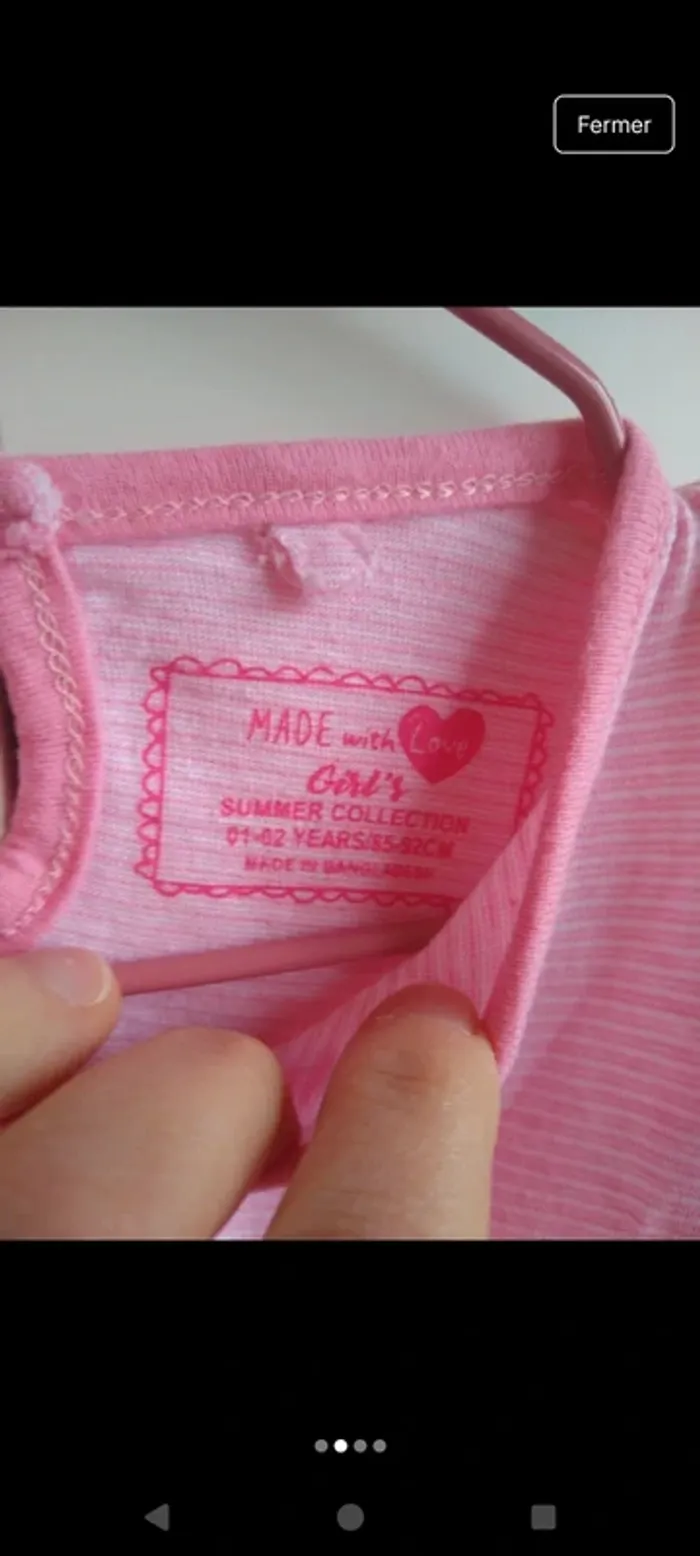 Fermer
MADE with Love
Girl's
SUMMER COLLECTION
01-02 YEARS/85-92CM
MADE IN BANGLADESH